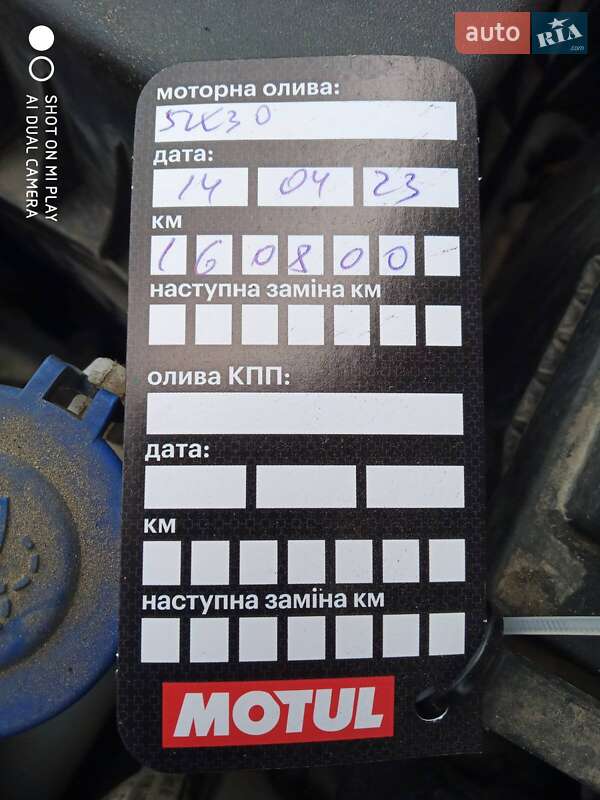 auto RIA.com
SHOT ON MI PLAY
AI DUAL CAMERA
моторна олива:
дата:
14 04 23
км
160800
наступна заміна км
олива КПП:
дата:
км
наступна заміна км
MOTUL